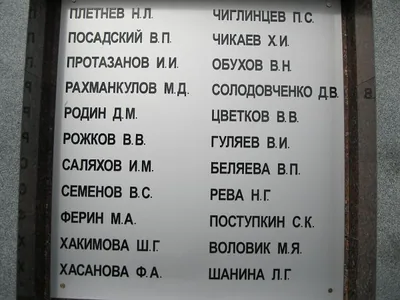 ПЛЕТНЕВ Н.Л.
ПОСАДСКИЙ В.П.
ПРОТАЗАНОВ И.И.
РАХМАНКУЛОВ М.Д.
РОДИН Д.М.
РОЖКОВ В.В.
САЛЯХОВ И.М.
СЕМЕНОВ В.С.
ФЕРИН М.А.
ХАКИМОВА Ш.Г.
ХАСАНОВА Ф.А.
ЧИГЛИНЦЕВ П.С.
ЧИКАЕВ Х.И.
ОБУХОВ В.Н.
СОЛОДОВЧЕНКО Д.В.
ЦВЕТКОВ В.В.
ГУЛЯЕВ В.И.
БЕЛЯЕВА В.П.
РЕВА Н.Г.
ПОСТУПКИН С.К.
ВОЛОВИК М.Я.
ШАНИНА Л.Г.